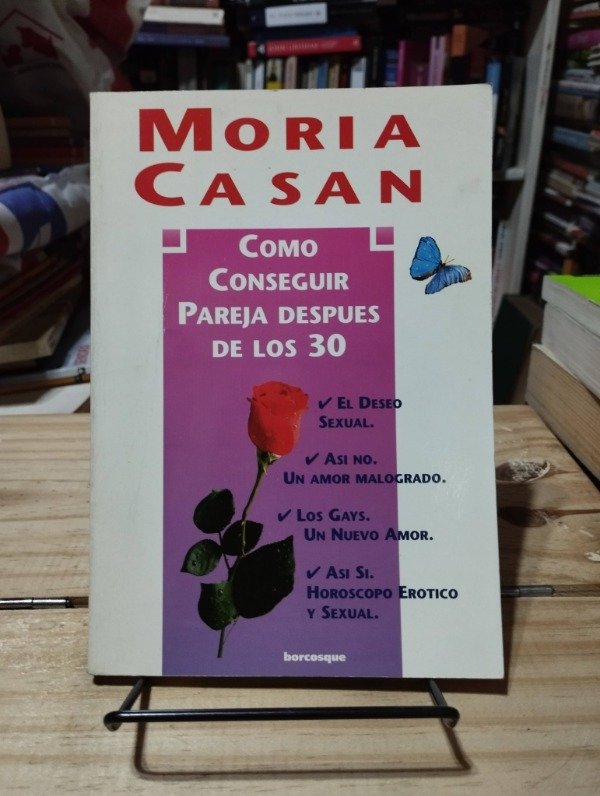 MORIA
CASAN
COMO
CONSEGUIR
PAREJA DESPUES
DE LOS 30
✓ EL DESEO
SEXUAL.
✓ ASI NO.
UN AMOR MALOGRADO.
✓ LOS GAYS.
UN NUEVO AMOR.
✓ ASI SI.
HOROSCOPO EROTICO
Y SEXUAL.
borcosque